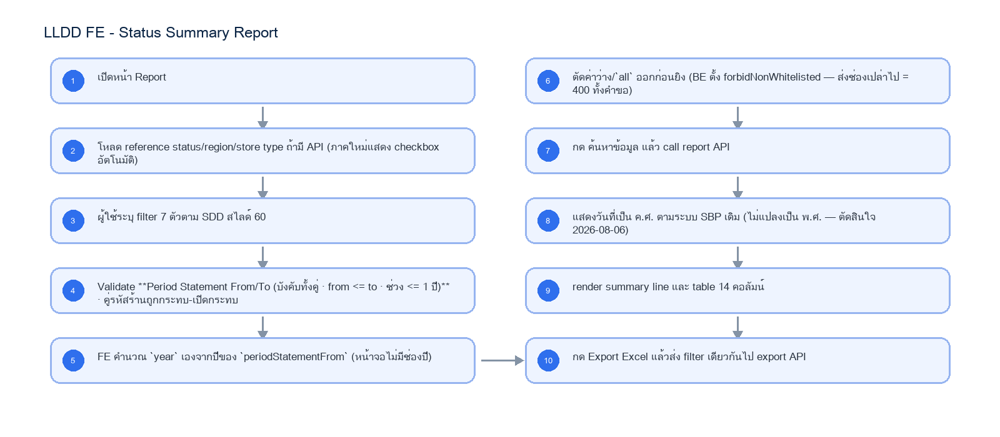 LLDD FE - Status Summary Report
1
เปิดหน้า Report
2
โหลด reference status/region/store type ถ้ามี API (ภาคใหม่แสดง checkbox
อัตโนมัติ)
3
ผู้ใช้ระบุ filter 7 ตัวตาม SDD สไลด์ 60
4
Validate **Period Statement From/To (บังคับทั้งคู่ · from <= to · ช่วง <= 1 ปี)**
· คู่รหัสร้านถูกกระทบ-เปิดกระทบ
5
FE คำนวณ `year` เองจากปีของ `periodStatementFrom` (หน้าจอไม่มีช่องปี)
6
ตัดค่าว่าง/`all` ออกก่อนยิง (BE ตั้ง forbidNonWhitelisted — ส่งช่องเปล่าไป =
400 ทั้งคำขอ)
7
กด ค้นหาข้อมูล แล้ว call report API
8
แสดงวันที่เป็น ค.ศ. ตามระบบ SBP เดิม (ไม่แปลงเป็น พ.ศ. — ตัดสินใจ
2026-08-06)
9
render summary line และ table 14 คอลัมน์
10
กด Export Excel แล้วส่ง filter เดียวกันไป export API